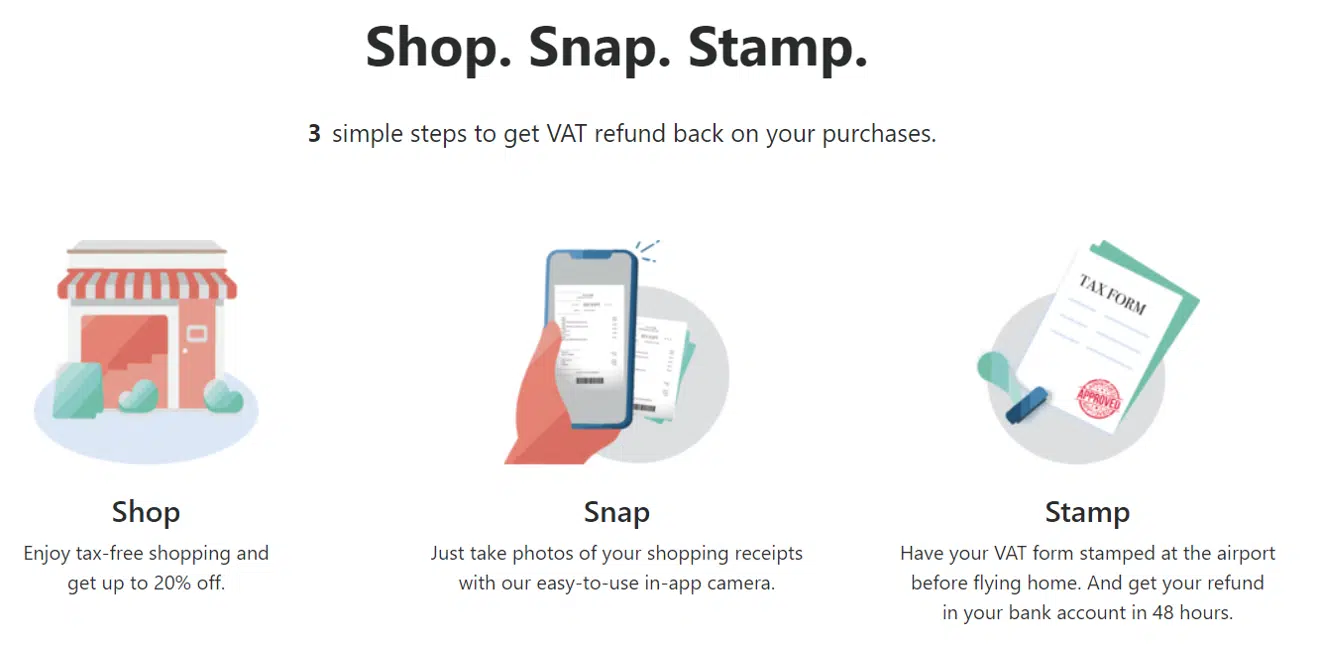 Shop. Snap. Stamp.
3 simple steps to get VAT refund back on your purchases.
TAX FORM
APPROVED
Shop
Enjoy tax-free shopping and
get up to 20% off.
Snap
Just take photos of your shopping receipts
with our easy-to-use in-app camera.
Stamp
Have your VAT form stamped at the airport
before flying home. And get your refund
in your bank account in 48 hours.